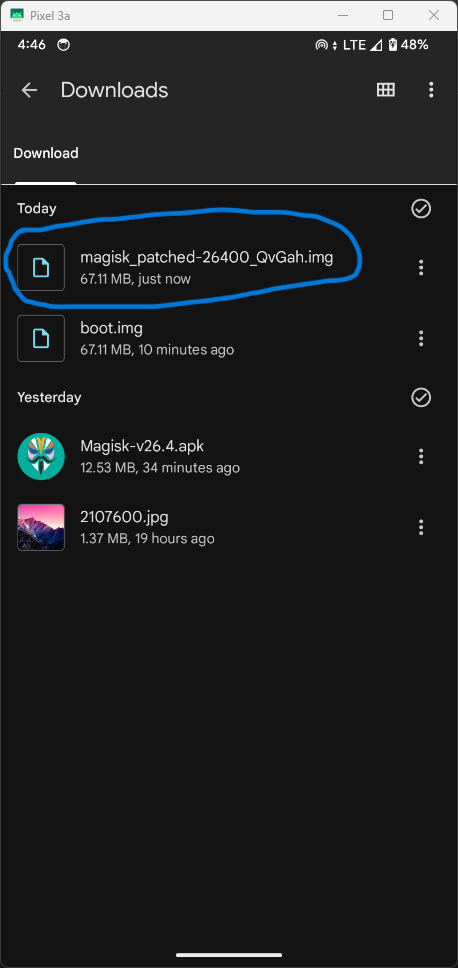 Pixel 3a
4:46 LTE 48%
Downloads
Download
Today
magisk_patched-26400_QvGah.img
67.11 MB, just now
boot.img
67.11 MB, 10 minutes ago
Yesterday
Magisk-v26.4.apk
12.53 MB, 34 minutes ago
2107600.jpg
1.37 MB, 19 hours ago